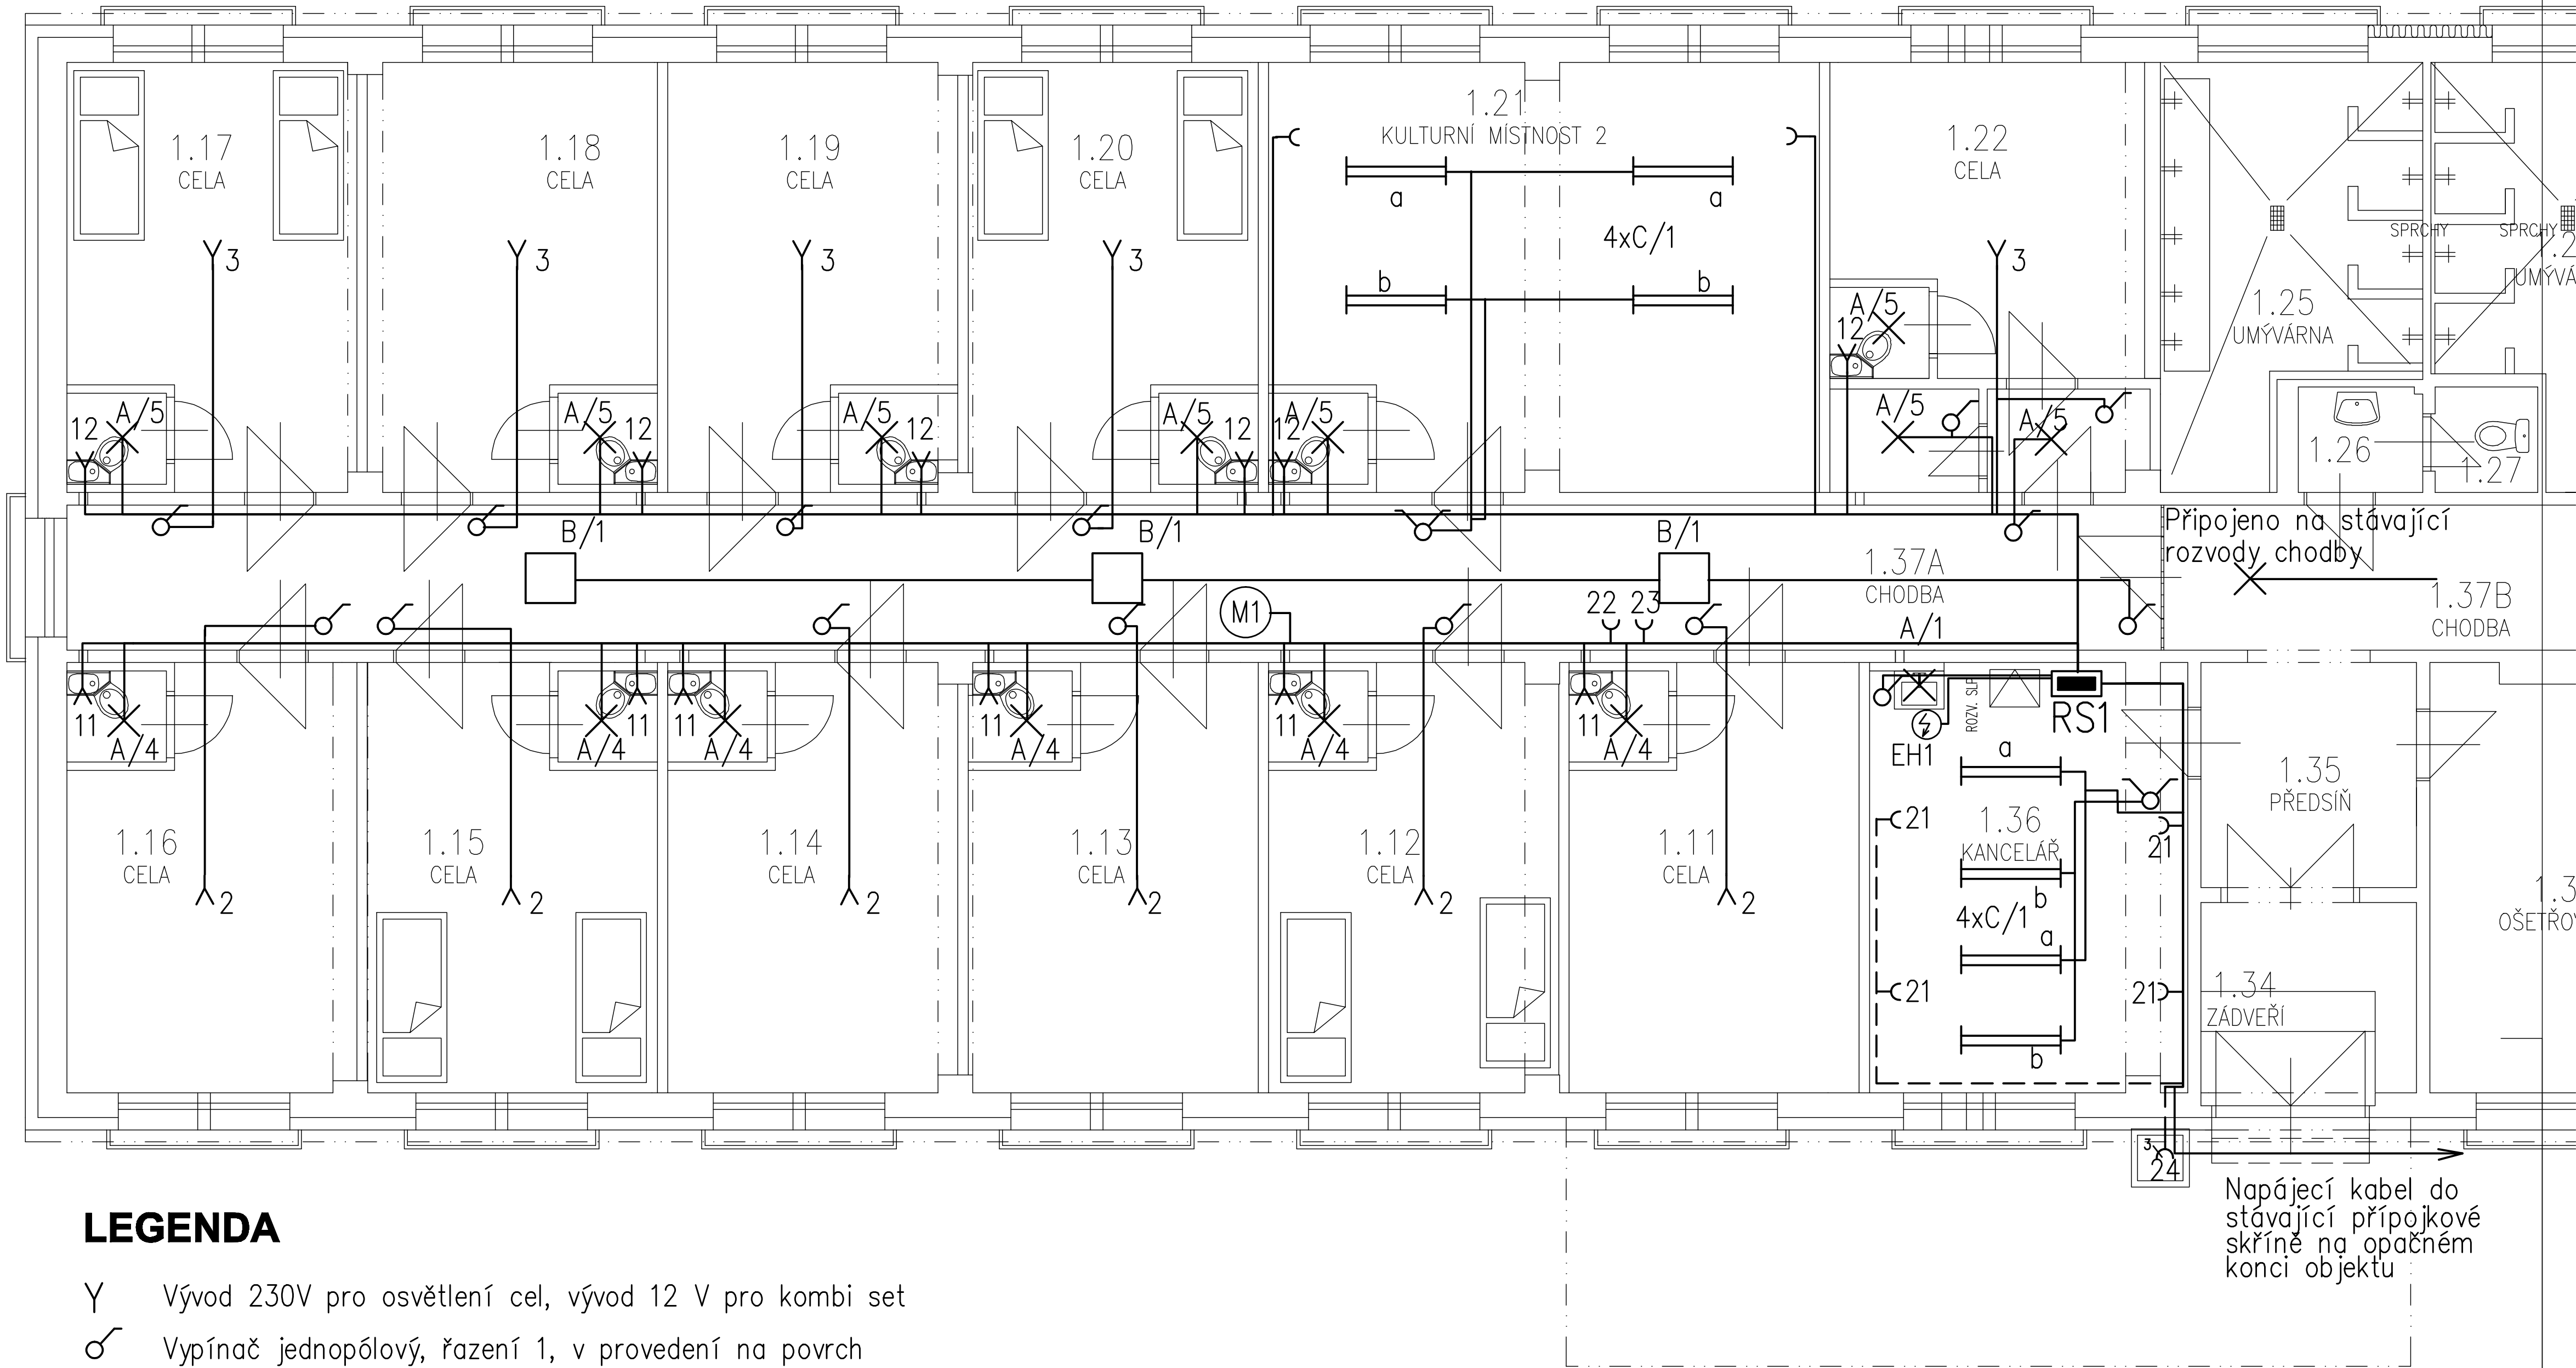 1.17
CELA
1.18
CELA
1.19
CELA
1.20
CELA
1.21
KULTURNÍ MÍSTNOST 2
1.22
CELA
a
a
4xC/1
b
b
3
3
3
3
3
SPRCHY
SPRCHY
1.25
UMÝVÁRNA
A/5
12
A/5
12
A/5
12
A/5
12
A/5
12
A/5
12
A/5
A/5
1.26
1.27
B/1
B/1
B/1
Připojeno na stávající
rozvody chodby
1.37A
CHODBA
1.37B
CHODBA
M1
22
23
A/1
11
A/4
11
A/4
11
A/4
11
A/4
11
A/4
11
A/4
ROZV. SLP
RS1
EH1
a
1.35
PŘEDSÍŇ
1.16
CELA
1.15
CELA
1.14
CELA
1.13
CELA
1.12
CELA
1.11
CELA
21
1.36
KANCELÁŘ
21
2
2
2
2
2
2
b
4xC/1
a
21
21
1.34
ZÁDVEŘÍ
b
3
24
Napájecí kabel do
stávající přípojkové
skříně na opačném
konci objektu
LEGENDA
Vývod 230V pro osvětlení cel, vývod 12 V pro kombi set
Vypínač jednopólový, řazení 1, v provedení na povrch